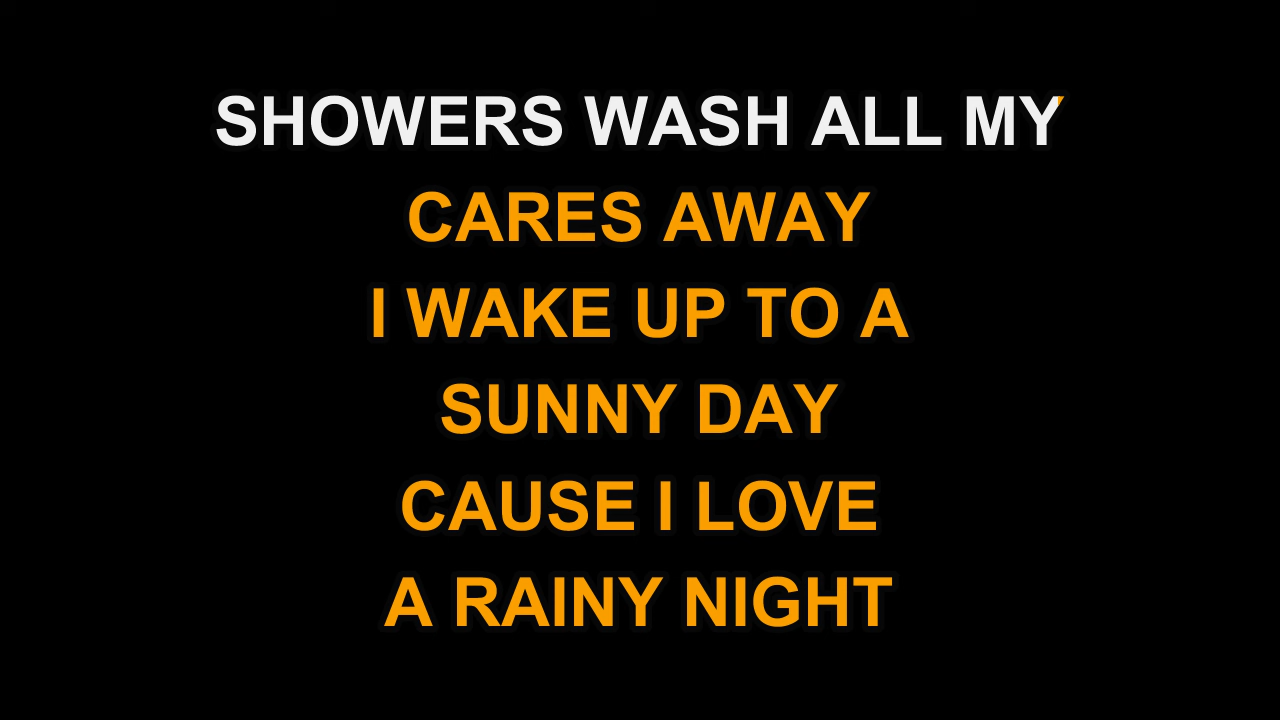 SHOWERS WASH ALL MY
CARES AWAY
I WAKE UP TO A
SUNNY DAY
CAUSE I LOVE
A RAINY NIGHT